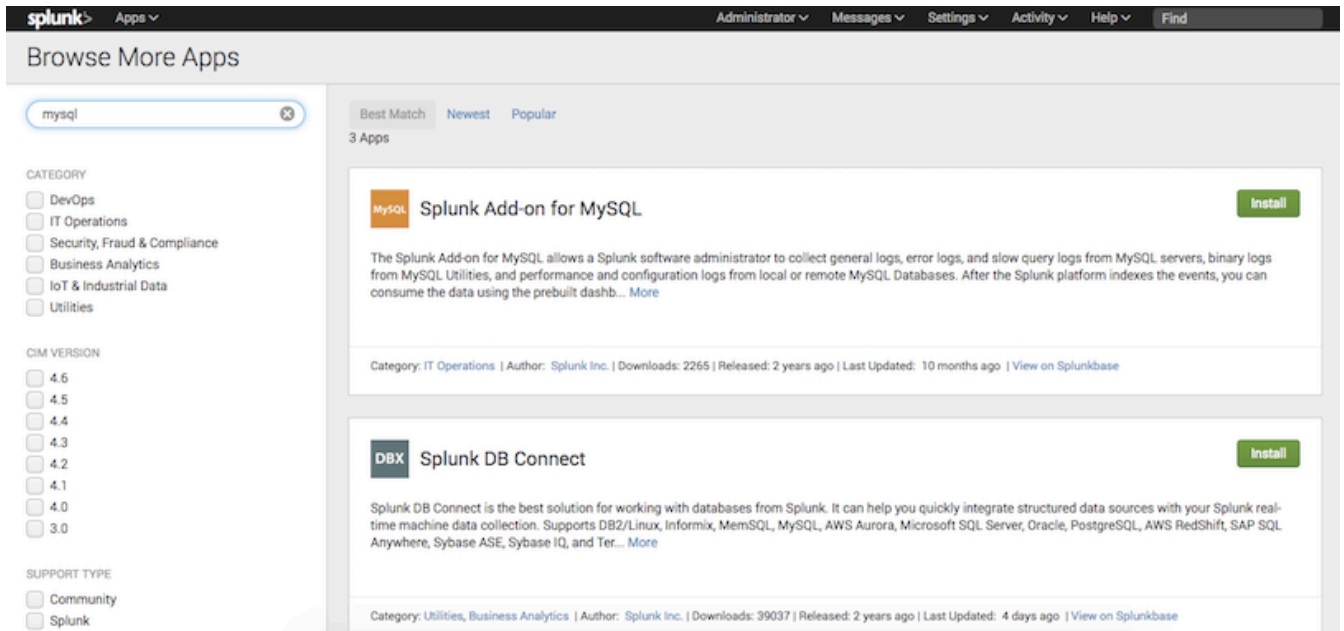 splunk> Apps Administrator Messages Settings Activity Help Find
Browse More Apps
mysql
CATEGORY
DevOps
IT Operations
Security, Fraud & Compliance
Business Analytics
IoT & Industrial Data
Utilities
CIM VERSION
4.6
4.5
4.4
4.3
4.2
4.1
4.0
3.0
SUPPORT TYPE
Community
Splunk
Best Match Newest Popular
3 Apps
MySQL Splunk Add-on for MySQL Install
The Splunk Add-on for MySQL allows a Splunk software administrator to collect general logs, error logs, and slow query logs from MySQL servers, binary logs
from MySQL Utilities, and performance and configuration logs from local or remote MySQL Databases. After the Splunk platform indexes the events, you can
consume the data using the prebuilt dashb... More
Category: IT Operations | Author: Splunk Inc. | Downloads: 2265 | Released: 2 years ago | Last Updated: 10 months ago | View on Splunkbase
DBX Splunk DB Connect Install
Splunk DB Connect is the best solution for working with databases from Splunk. It can help you quickly integrate structured data sources with your Splunk real-
time machine data collection. Supports DB2/Linux, Informix, MemSQL, MySQL, AWS Aurora, Microsoft SQL Server, Oracle, PostgreSQL, AWS RedShift, SAP SQL
Anywhere, Sybase ASE, Sybase IQ, and Ter... More
Category: Utilities, Business Analytics | Author: Splunk Inc. | Downloads: 39037 | Released: 2 years ago | Last Updated: 4 days ago | View on Splunkbase